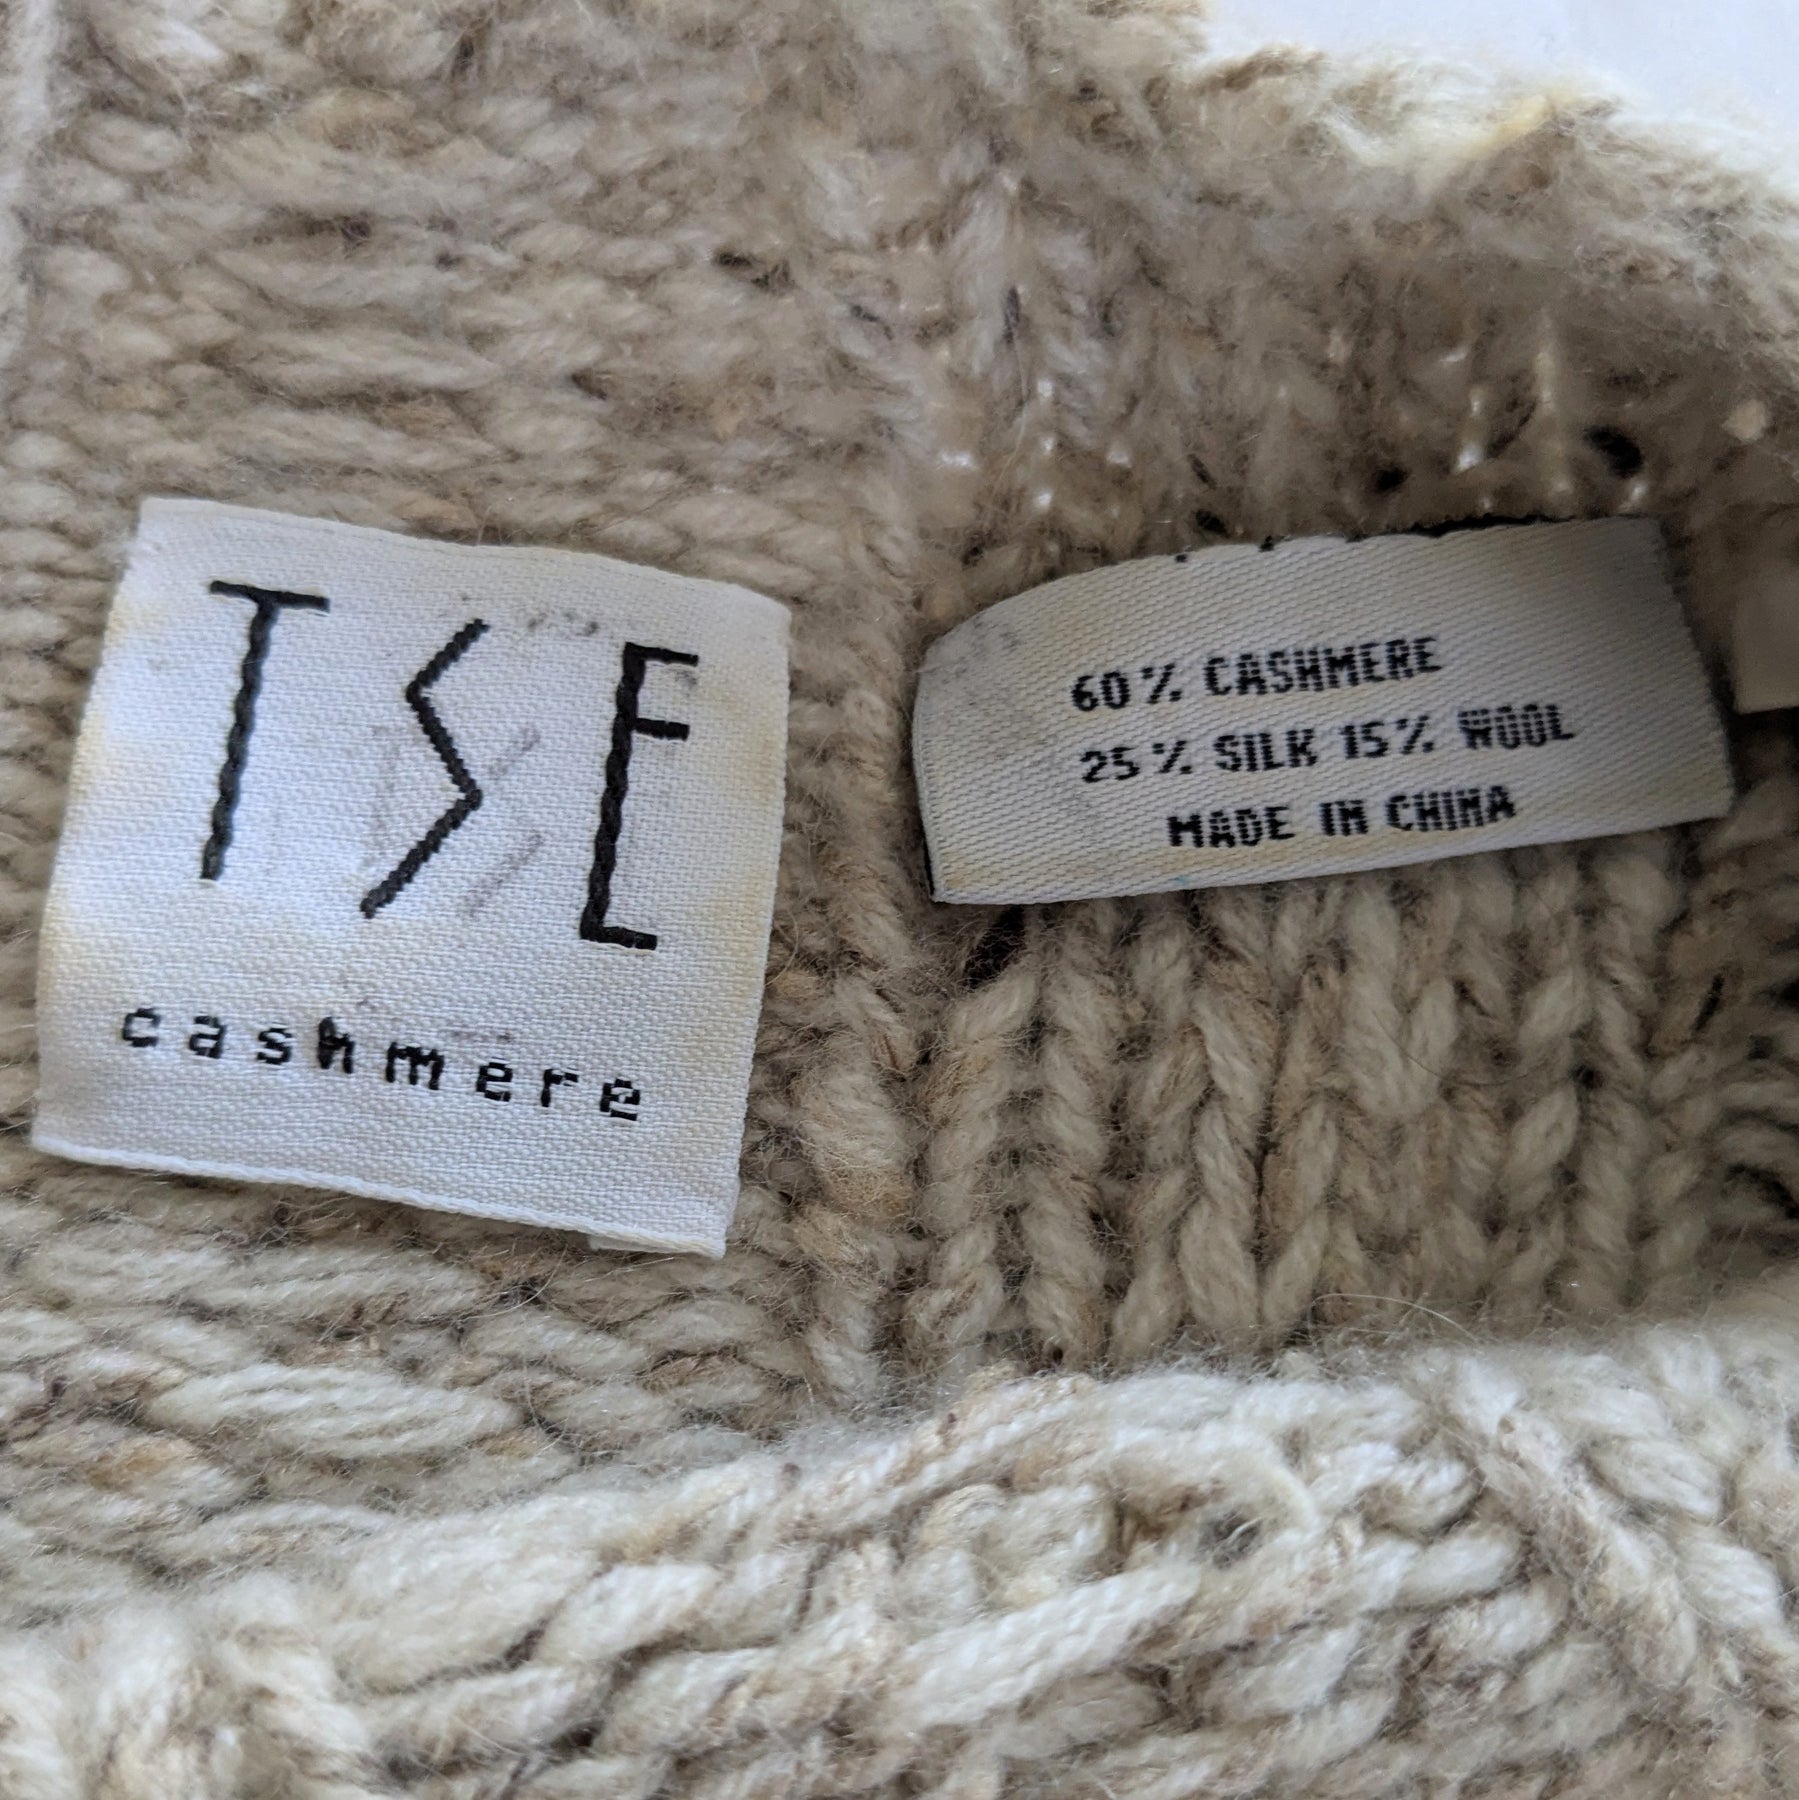 TSE
cashmere
60% CASHMERE
25% SILK 15% WOOL
MADE IN CHINA